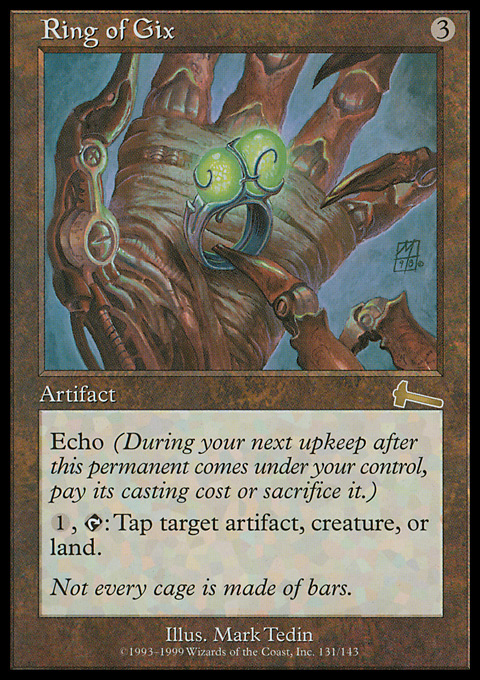 Ring of Gix 3
Artifact
Echo (During your next upkeep after
this permanent comes under your control,
pay its casting cost or sacrifice it.)
1, : Tap target artifact, creature, or
land.
Not every cage is made of bars.
Illus. Mark Tedin
©1993–1999 Wizards of the Coast, Inc. 131/143